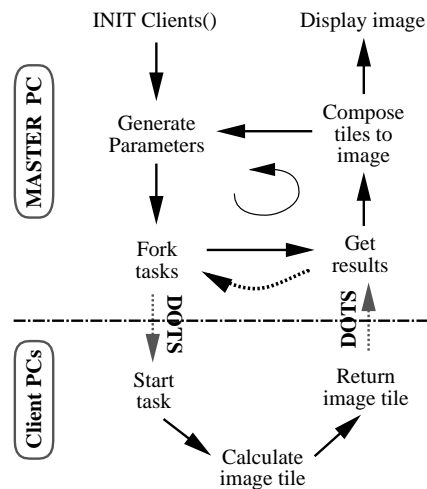 INIT Clients()
Display image
MASTER PC
Generate
Parameters
Compose
tiles to
image
Fork
tasks
Get
results
DOTS
DOTS
Client PCs
Start
task
Return
image tile
Calculate
image tile